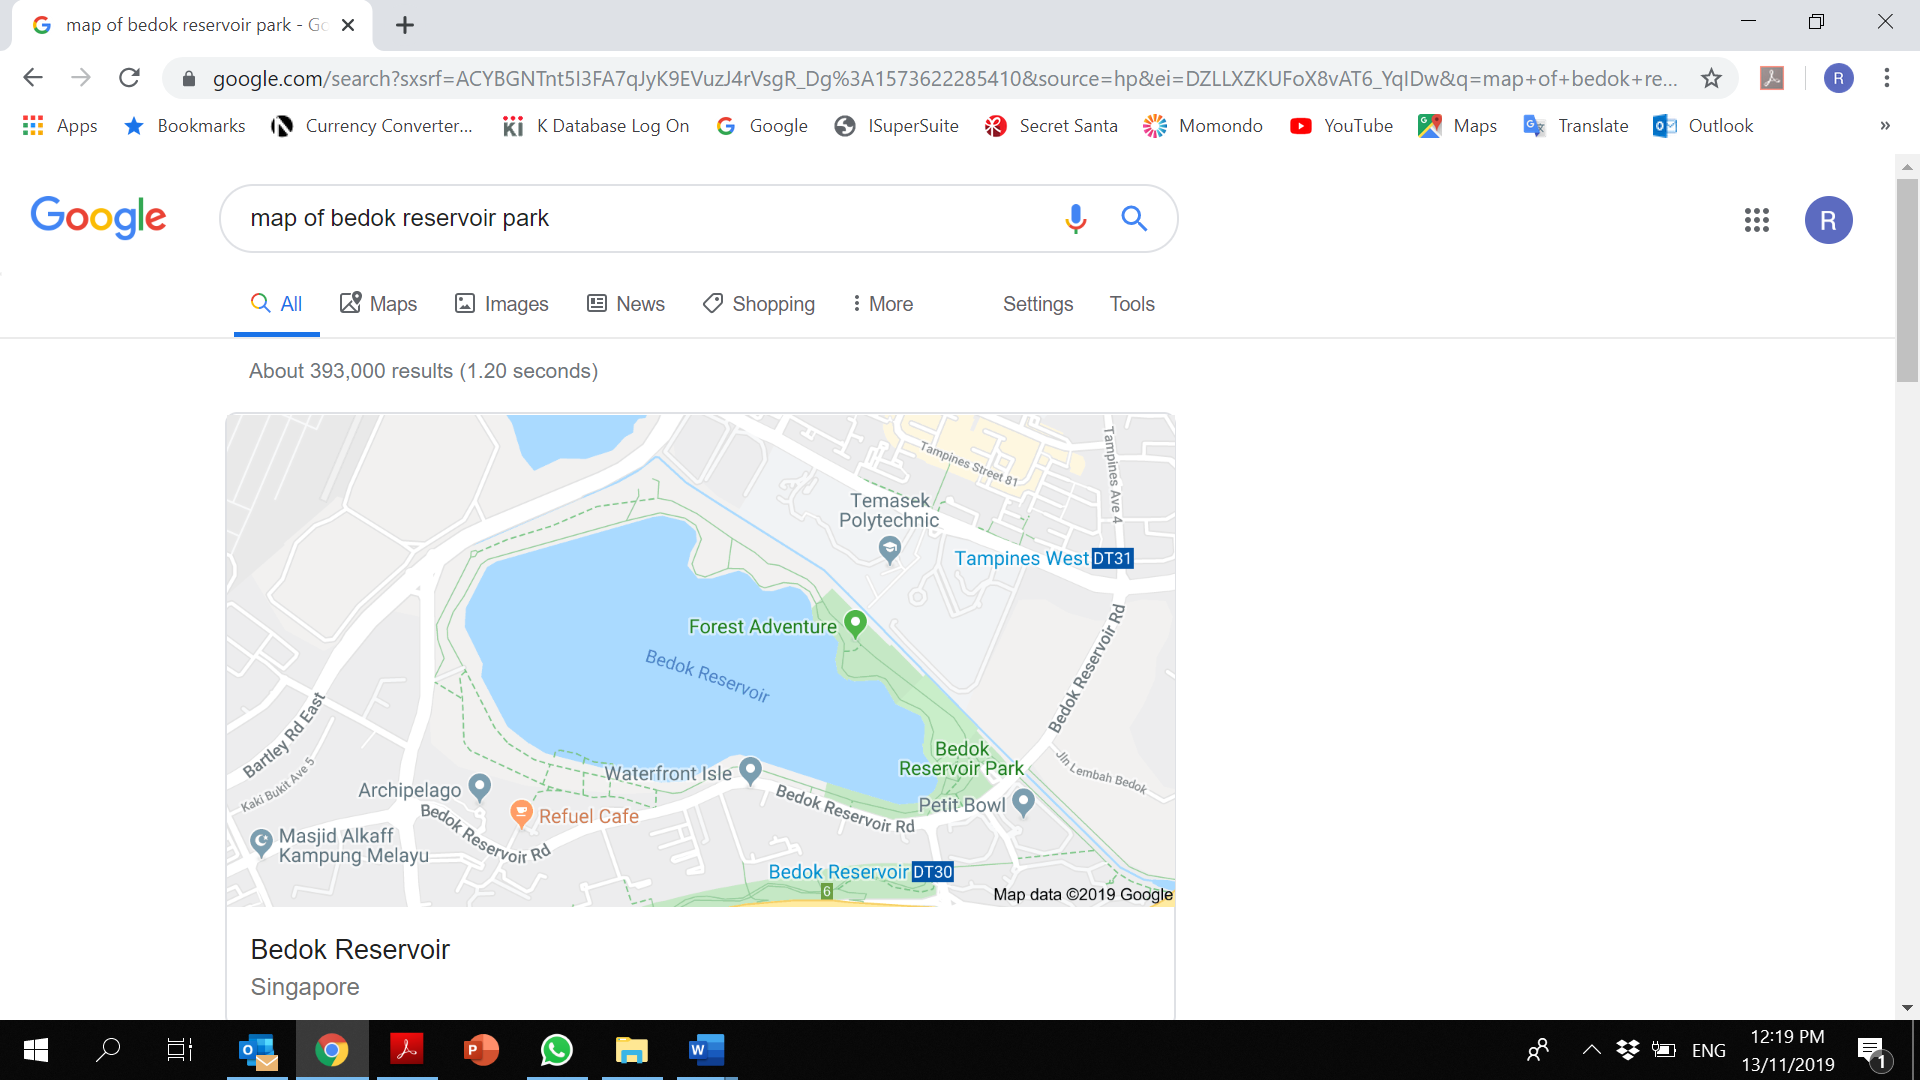 map of bedok reservoir park - Go
google.com/search?sxsrf=ACYBGNTnt5I3FA7qJyK9EVuzJ4rVsgR_Dg%3A1573622285410&source=hp&ei=DZLLXZKUFoX8vAT6_YqIDw&q=map+of+bedok+re...
R
Apps
Bookmarks
Currency Converter...
K Database Log On
Google
ISuperSuite
Secret Santa
Momondo
YouTube
Maps
Translate
Outlook
»
Google
map of bedok reservoir park
R
All
Maps
Images
News
Shopping
More
Settings
Tools
About 393,000 results (1.20 seconds)
Tampines Street 81
Tampines Ave 4
Temasek
Polytechnic
Tampines West DT31
Forest Adventure
Bedok Reservoir
Bedok Reservoir Rd
Bartley Rd East
Kaki Bukit Ave 5
Bedok
Reservoir Park
Jln Lembah Bedok
Waterfront Isle
Archipelago
Bedok Reservoir Rd
Petit Bowl
Refuel Cafe
Bedok Reservoir Rd
Masjid Alkaff
Kampung Melayu
Bedok Reservoir DT30
6
Map data ©2019 Google
Bedok Reservoir
Singapore
ENG
12:19 PM
13/11/2019
1